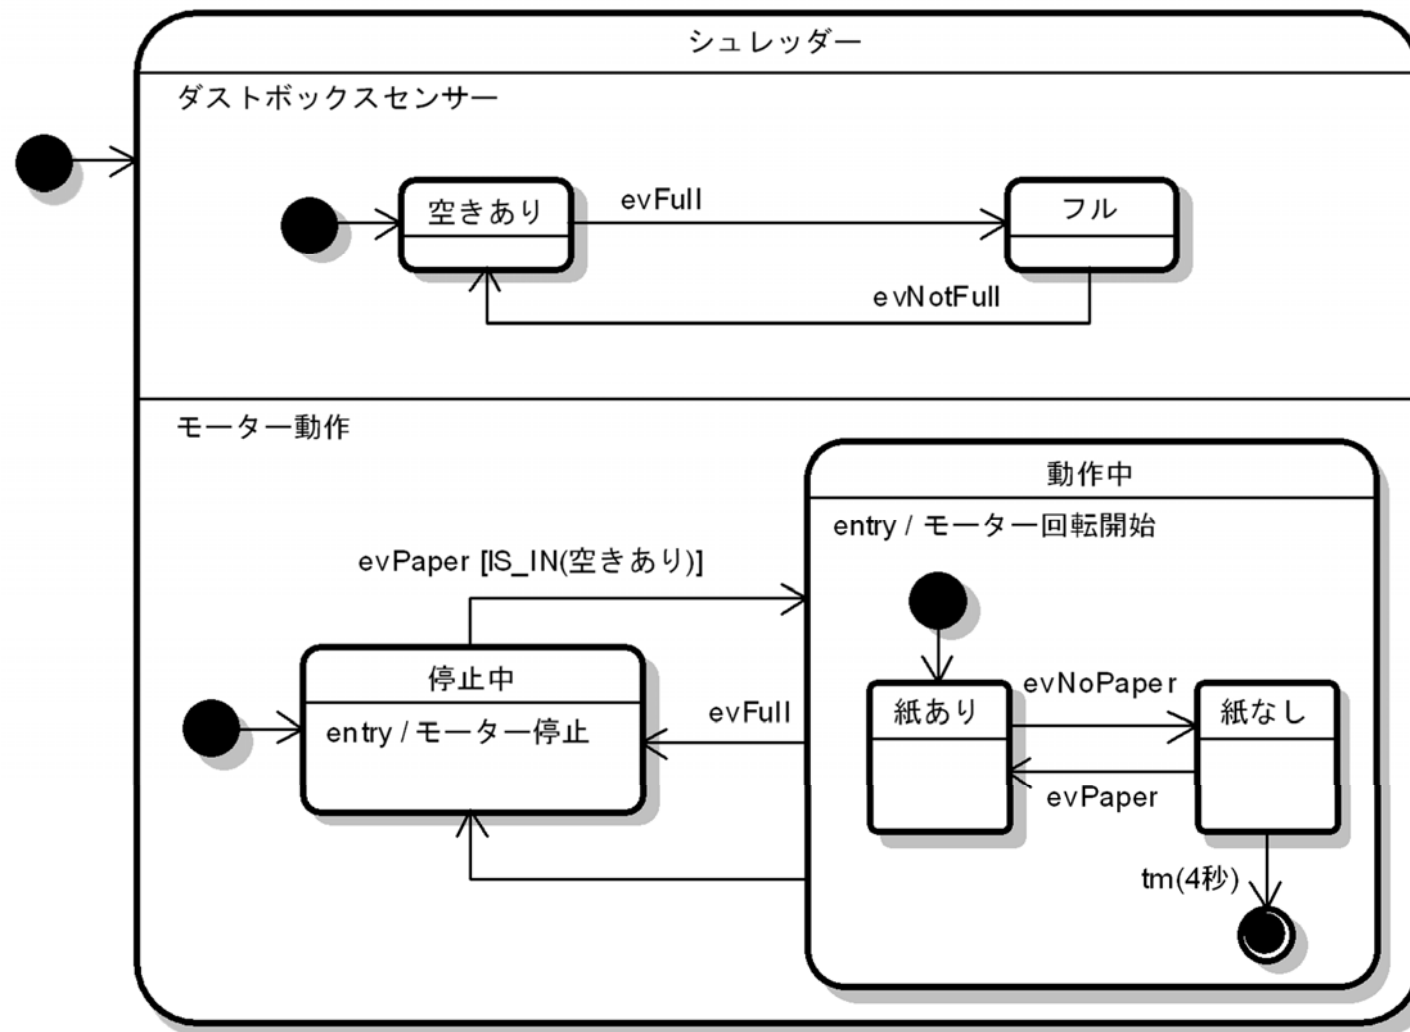 シュレッダー
ダストボックスセンサー
空きあり
evFull
フル
evNotFull
モーター動作
動作中
entry / モーター回転開始
evPaper [IS_IN(空きあり)]
停止中
entry / モーター停止
evFull
紙あり
evNoPaper
紙なし
evPaper
tm(4秒)